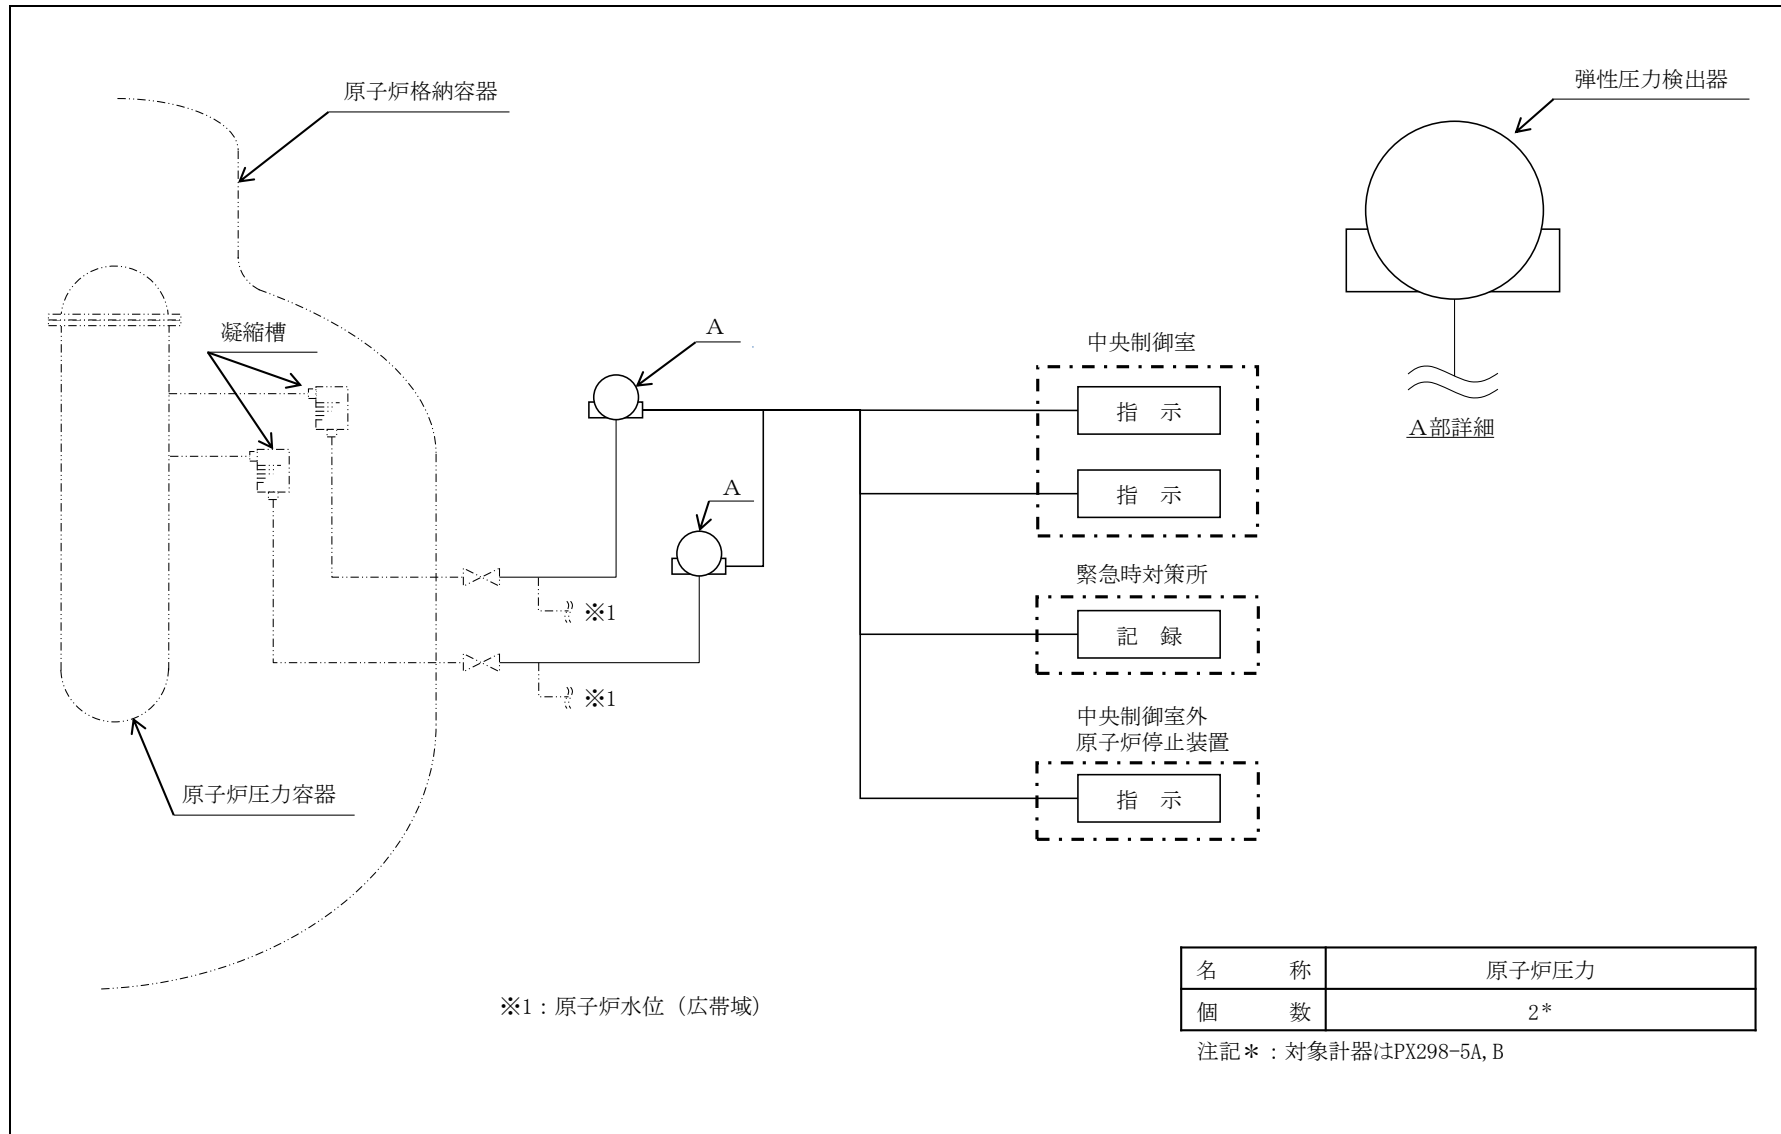 原子炉格納容器
弾性圧力検出器
凝縮槽
A
中央制御室
指 示
A部詳細
指 示
A
緊急時対策所
※1
記 録
※1
中央制御室外
原子炉停止装置
原子炉圧力容器
指 示
名 称 原子炉圧力
個 数 2*
※1:原子炉水位(広帯域)
注記*:対象計器はPX298-5A,B